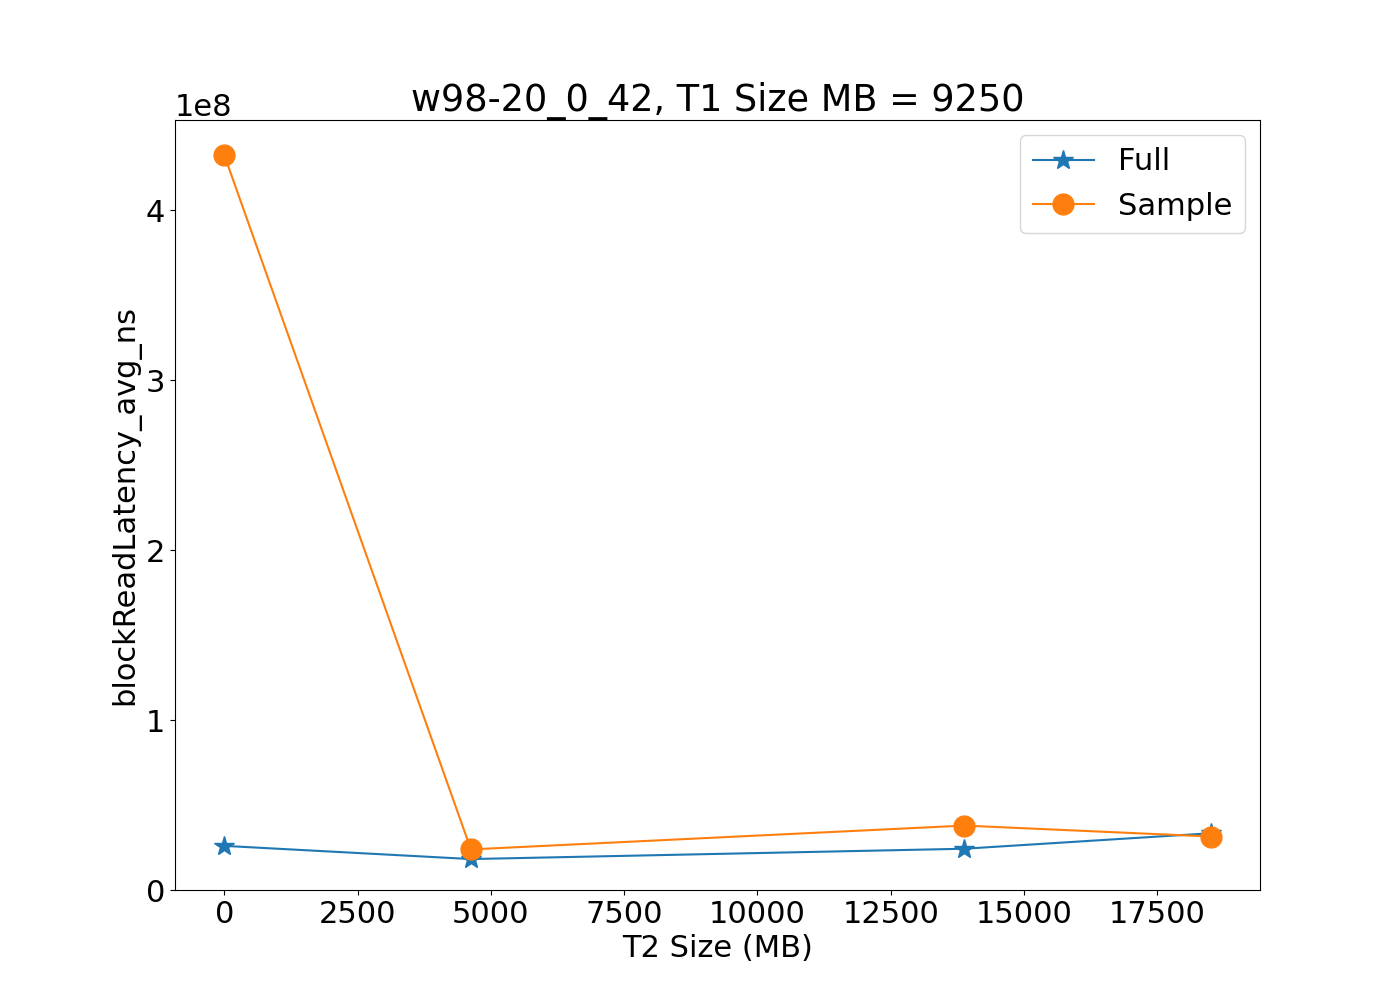 w98-20_0_42, T1 Size MB = 9250
1e8
Full
Sample
4
3
2
1
0
blockReadLatency_avg_ns
0 2500 5000 7500 10000 12500 15000 17500
T2 Size (MB)